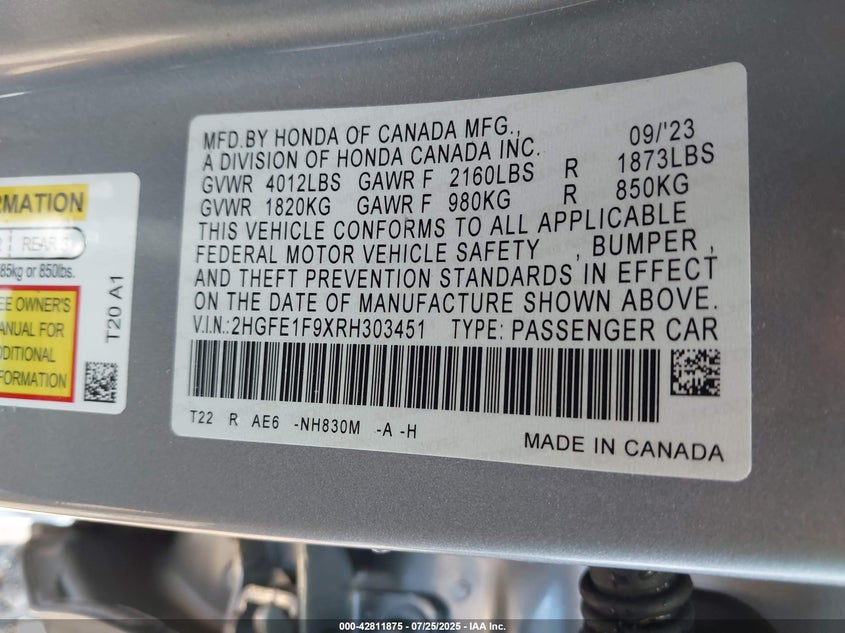 MFD.BY HONDA OF CANADA MFG., 09/'23
A DIVISION OF HONDA CANADA INC.
GVWR 4012LBS GAWR F 2160LBS R 1873LBS
GVWR 1820KG GAWR F 980KG R 850KG
THIS VEHICLE CONFORMS TO ALL APPLICABLE
FEDERAL MOTOR VEHICLE SAFETY , BUMPER ,
AND THEFT PREVENTION STANDARDS IN EFFECT
ON THE DATE OF MANUFACTURE SHOWN ABOVE.
V.I.N.: 2HGFE1F9XRH303451 TYPE: PASSENGER CAR
T22 R AE6 -NH830M -A -H
MADE IN CANADA
RMATION
REAR 3
85kg or 850lbs.
EE OWNER'S
ANUAL FOR
DDITIONAL
FORMATION
T20 A1
000-42811875 - 07/25/2025 - IAA Inc.